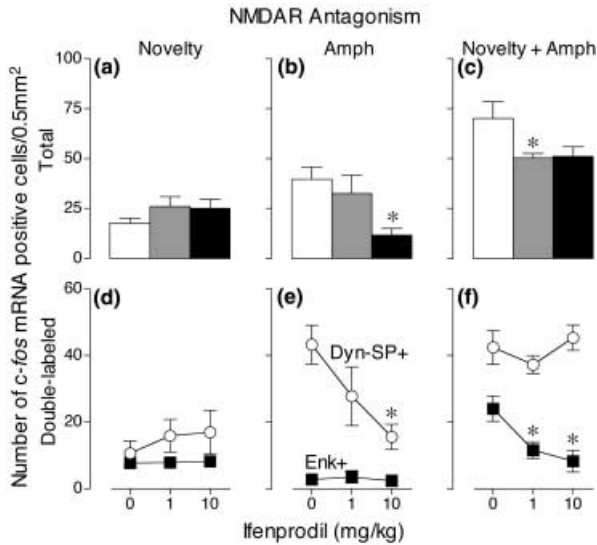 NMDAR Antagonism
Novelty
Amph
Novelty + Amph
(a)
(b)
(c)
Number of c-fos mRNA positive cells/0.5mm²
Total
Double-labeled
100
75
50
25
0
*
*
(d)
(e)
(f)
60
40
20
0
Dyn-SP+
Enk+
*
*
*
0 1 10
0 1 10
0 1 10
Ifenprodil (mg/kg)